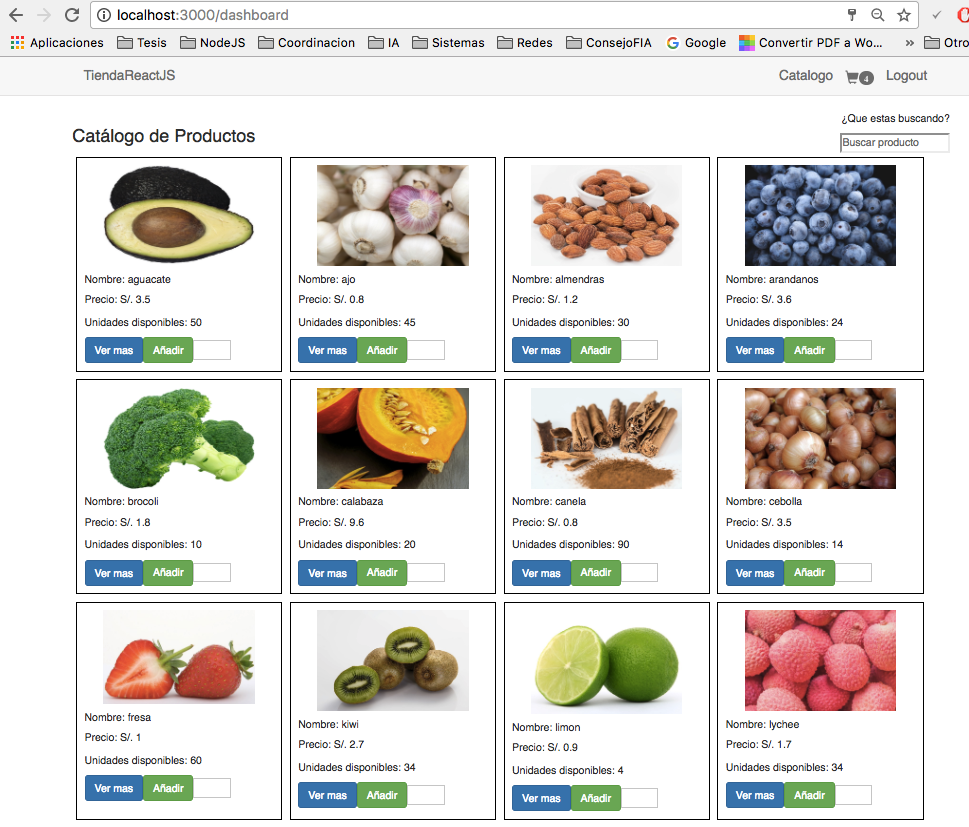 localhost:3000/dashboard
Aplicaciones Tesis NodeJS Coordinacion IA Sistemas Redes ConsejoFIA Google Convertir PDF a Wo... » Otro
TiendaReactJS Catalogo 4 Logout
¿Que estas buscando?
Catálogo de Productos
Buscar producto
Nombre: aguacate
Precio: S/. 3.5
Unidades disponibles: 50
Ver mas Añadir
Nombre: ajo
Precio: S/. 0.8
Unidades disponibles: 45
Ver mas Añadir
Nombre: almendras
Precio: S/. 1.2
Unidades disponibles: 30
Ver mas Añadir
Nombre: arandanos
Precio: S/. 3.6
Unidades disponibles: 24
Ver mas Añadir
Nombre: brocoli
Precio: S/. 1.8
Unidades disponibles: 10
Ver mas Añadir
Nombre: calabaza
Precio: S/. 9.6
Unidades disponibles: 20
Ver mas Añadir
Nombre: canela
Precio: S/. 0.8
Unidades disponibles: 90
Ver mas Añadir
Nombre: cebolla
Precio: S/. 3.5
Unidades disponibles: 14
Ver mas Añadir
Nombre: fresa
Precio: S/. 1
Unidades disponibles: 60
Ver mas Añadir
Nombre: kiwi
Precio: S/. 2.7
Unidades disponibles: 34
Ver mas Añadir
Nombre: limon
Precio: S/. 0.9
Unidades disponibles: 4
Ver mas Añadir
Nombre: lychee
Precio: S/. 1.7
Unidades disponibles: 34
Ver mas Añadir